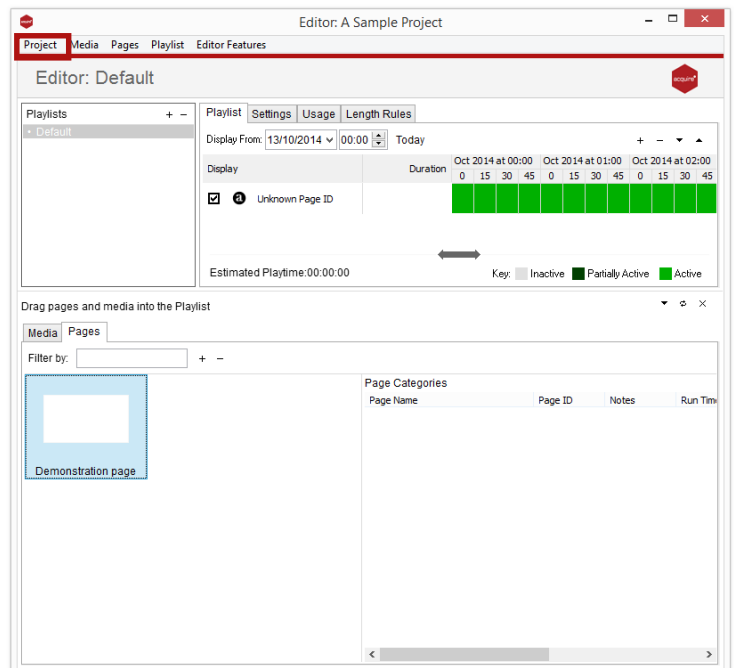 Editor: A Sample Project
Project Media Pages Playlist Editor Features
Editor: Default
acquire
Playlists + −
• Default
Playlist Settings Usage Length Rules
Display From: 13/10/2014 00:00 Today + −
Display Duration Oct 2014 at 00:00 Oct 2014 at 01:00 Oct 2014 at 02:00
0 15 30 45 0 15 30 45 0 15 30 45
a Unknown Page ID
Estimated Playtime:00:00:00 Key: Inactive Partially Active Active
Drag pages and media into the Playlist
Media Pages
Filter by: + −
Page Categories
Page Name Page ID Notes Run Tim
Demonstration page